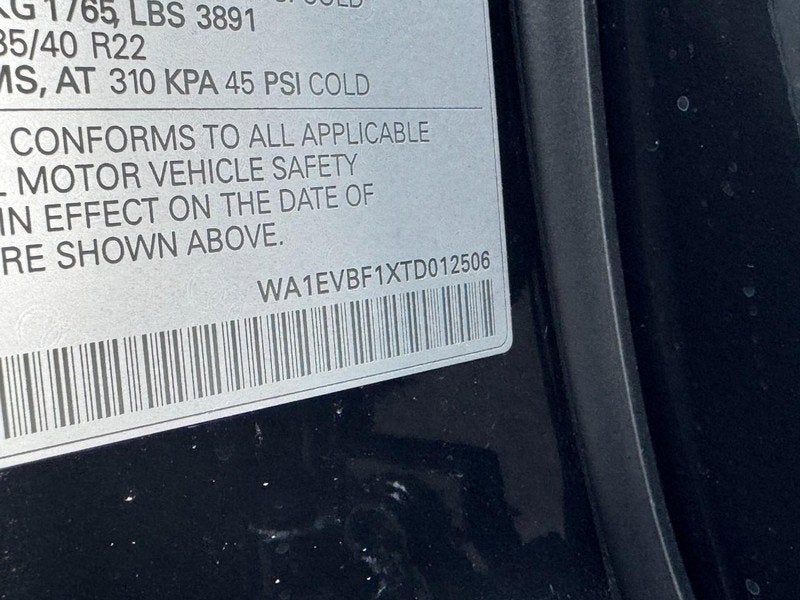 KG 1765, LBS 3891
COLD
35/40 R22
MS, AT 310 KPA 45 PSI COLD
CONFORMS TO ALL APPLICABLE
L MOTOR VEHICLE SAFETY
IN EFFECT ON THE DATE OF
RE SHOWN ABOVE.
WA1EVBF1XTD012506